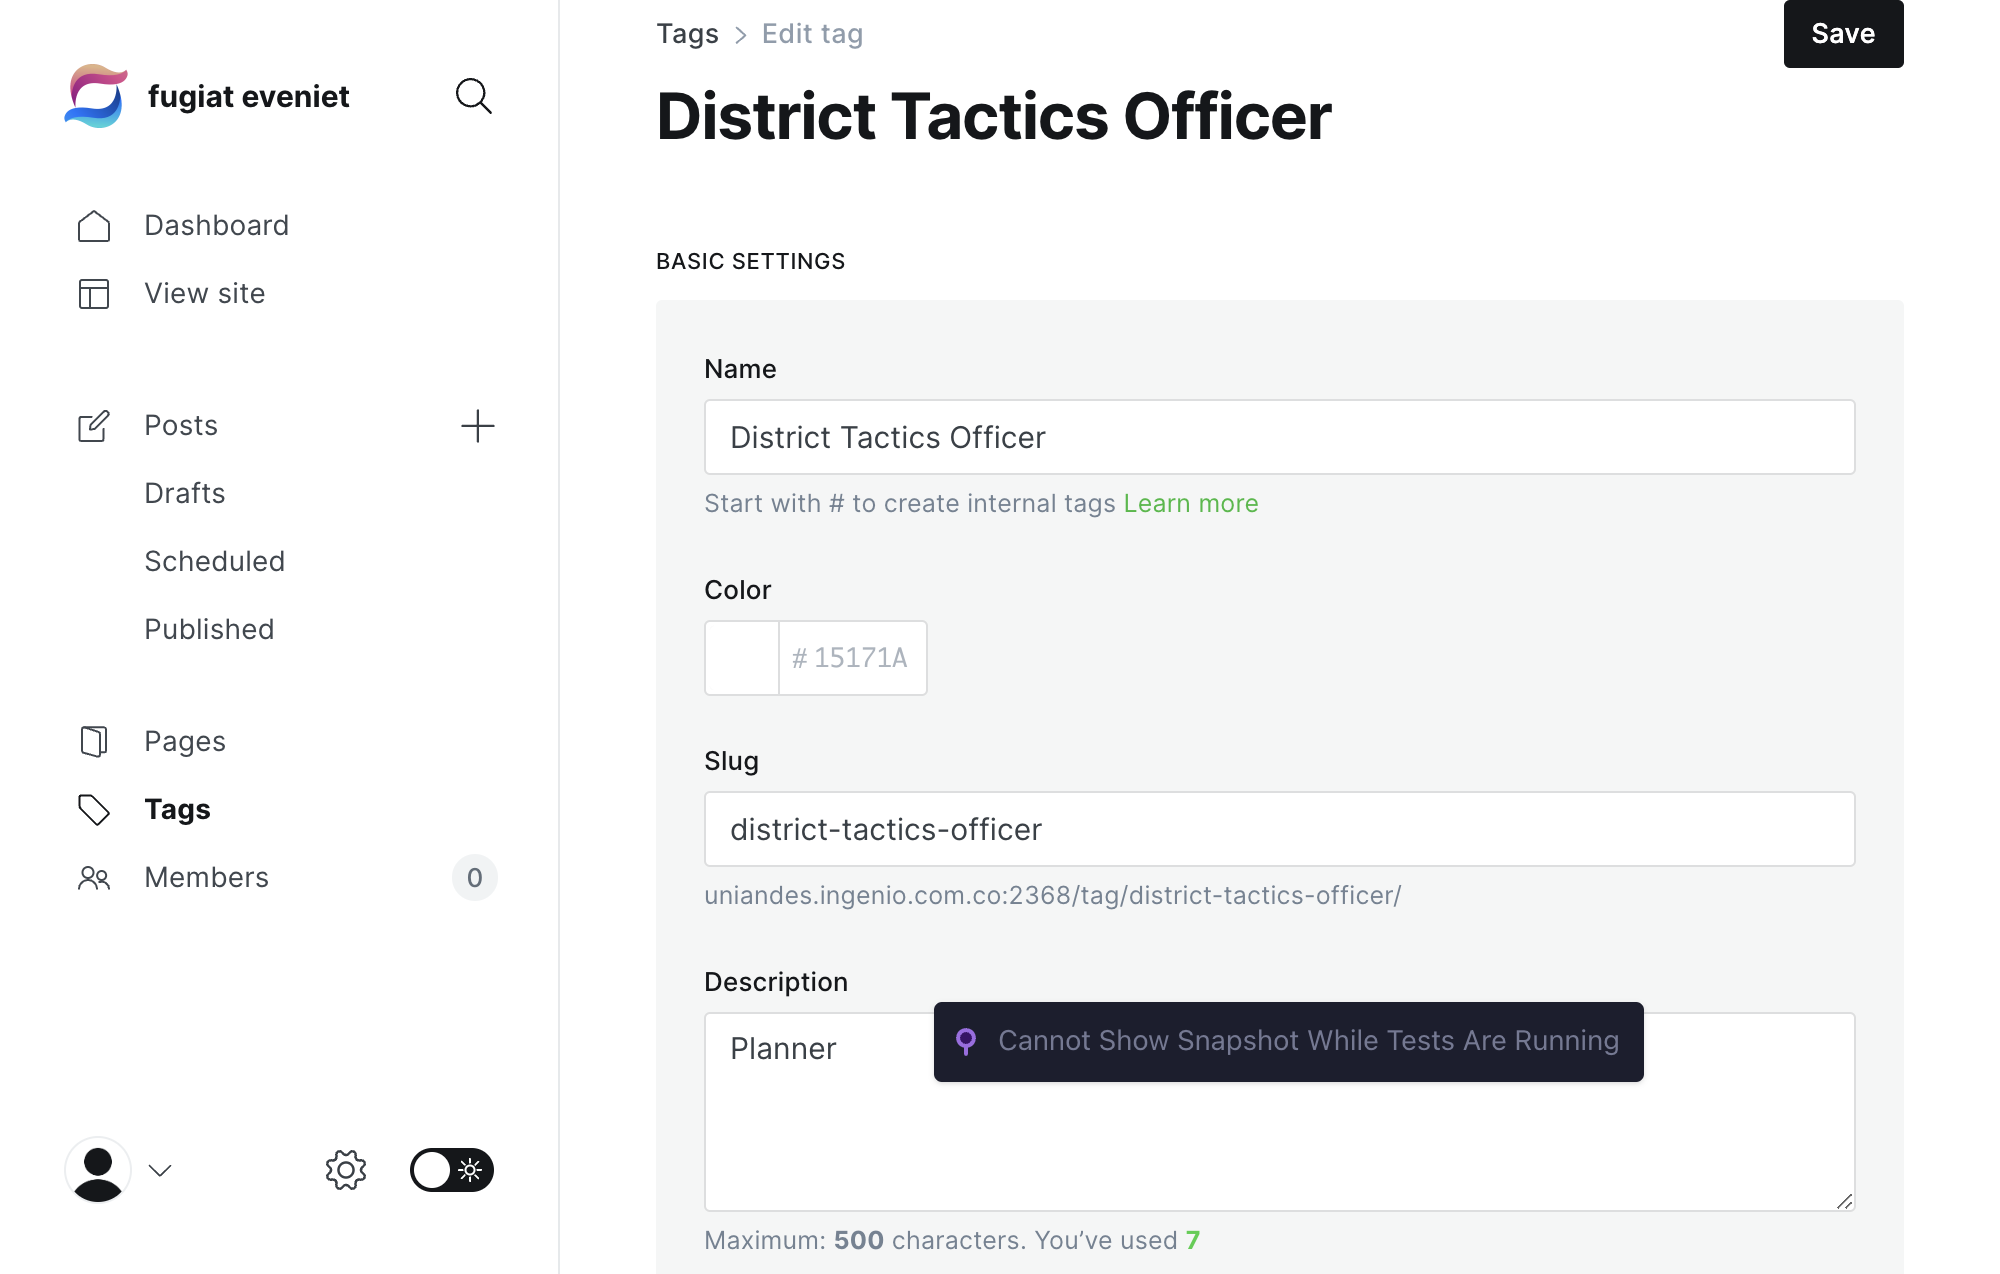 fugiat eveniet
Dashboard
View site
Posts
Drafts
Scheduled
Published
Pages
Tags
Members 0
Tags > Edit tag
Save
District Tactics Officer
BASIC SETTINGS
Name
District Tactics Officer
Start with # to create internal tags Learn more
Color
# 15171A
Slug
district-tactics-officer
uniandes.ingenio.com.co:2368/tag/district-tactics-officer/
Description
Planner
Cannot Show Snapshot While Tests Are Running
Maximum: 500 characters. You’ve used 7